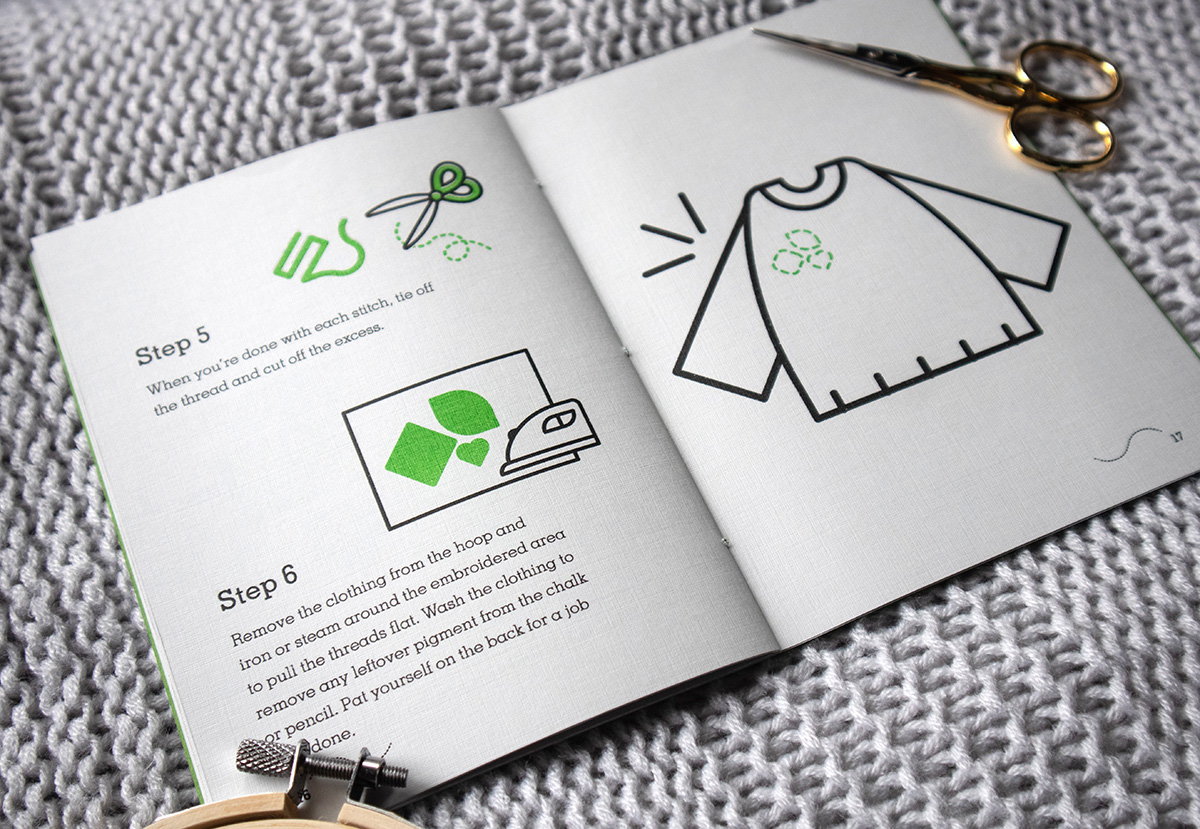 Step 5
When you're done with each stitch, tie off
the thread and cut off the excess.
Step 6
Remove the clothing from the hoop and
iron or steam around the embroidered area
to pull the threads flat. Wash the clothing to
remove any leftover pigment from the chalk
or pencil. Pat yourself on the back for a job
done.
17